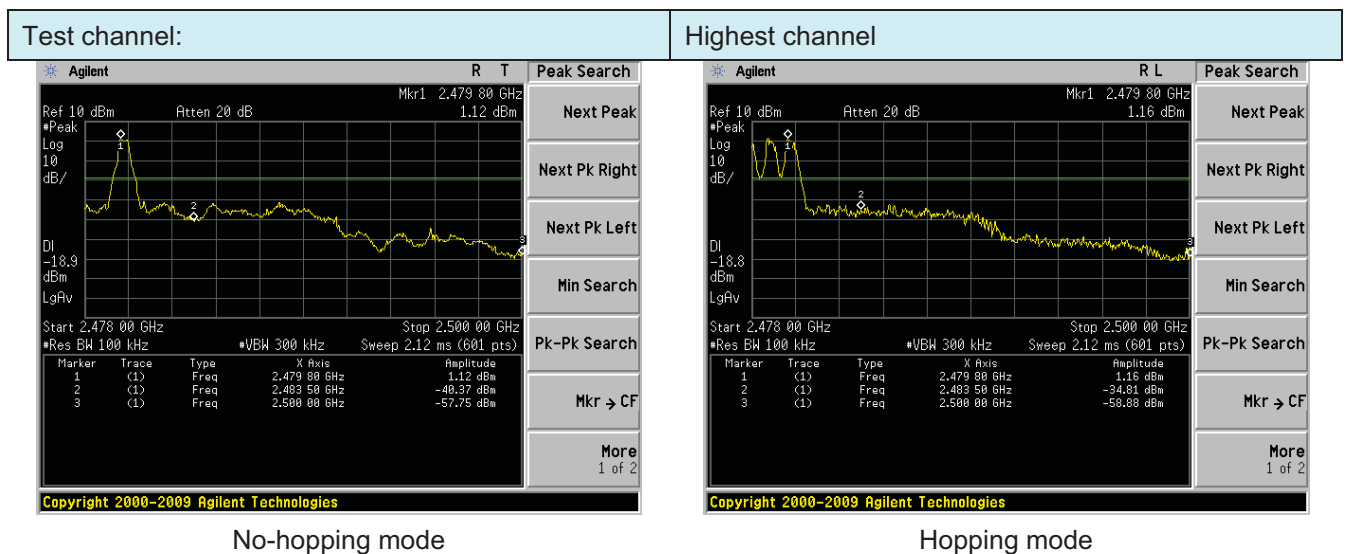 Test channel: Highest channel
Agilent R T Peak Search
Mkr1 2.479 80 GHz
Ref 10 dBm Atten 20 dB 1.12 dBm
#Peak
Log
10
dB/
1
2
3
DI
-18.9
dBm
LgAv
Start 2.478 00 GHz Stop 2.500 00 GHz
#Res BW 100 kHz #VBW 300 kHz Sweep 2.12 ms (601 pts)
Marker Trace Type X Axis Amplitude
1 (1) Freq 2.479 80 GHz 1.12 dBm
2 (1) Freq 2.483 50 GHz -40.37 dBm
3 (1) Freq 2.500 00 GHz -57.75 dBm
Next Peak
Next Pk Right
Next Pk Left
Min Search
Pk-Pk Search
Mkr → CF
More
1 of 2
Copyright 2000-2009 Agilent Technologies
No-hopping mode
Agilent R L Peak Search
Mkr1 2.479 80 GHz
Ref 10 dBm Atten 20 dB 1.16 dBm
#Peak
Log
10
dB/
1
2
3
DI
-18.8
dBm
LgAv
Start 2.478 00 GHz Stop 2.500 00 GHz
#Res BW 100 kHz #VBW 300 kHz Sweep 2.12 ms (601 pts)
Marker Trace Type X Axis Amplitude
1 (1) Freq 2.479 80 GHz 1.16 dBm
2 (1) Freq 2.483 50 GHz -34.81 dBm
3 (1) Freq 2.500 00 GHz -58.88 dBm
Next Peak
Next Pk Right
Next Pk Left
Min Search
Pk-Pk Search
Mkr → CF
More
1 of 2
Copyright 2000-2009 Agilent Technologies
Hopping mode